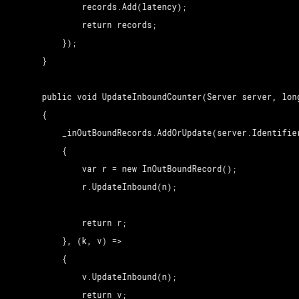 records.Add(latency);
return records;
});
}
public void UpdateInboundCounter(Server server, long
{
_inOutBoundRecords.AddOrUpdate(server.Identifier
{
var r = new InOutBoundRecord();
r.UpdateInbound(n);
return r;
}, (k, v) =>
{
v.UpdateInbound(n);
return v;